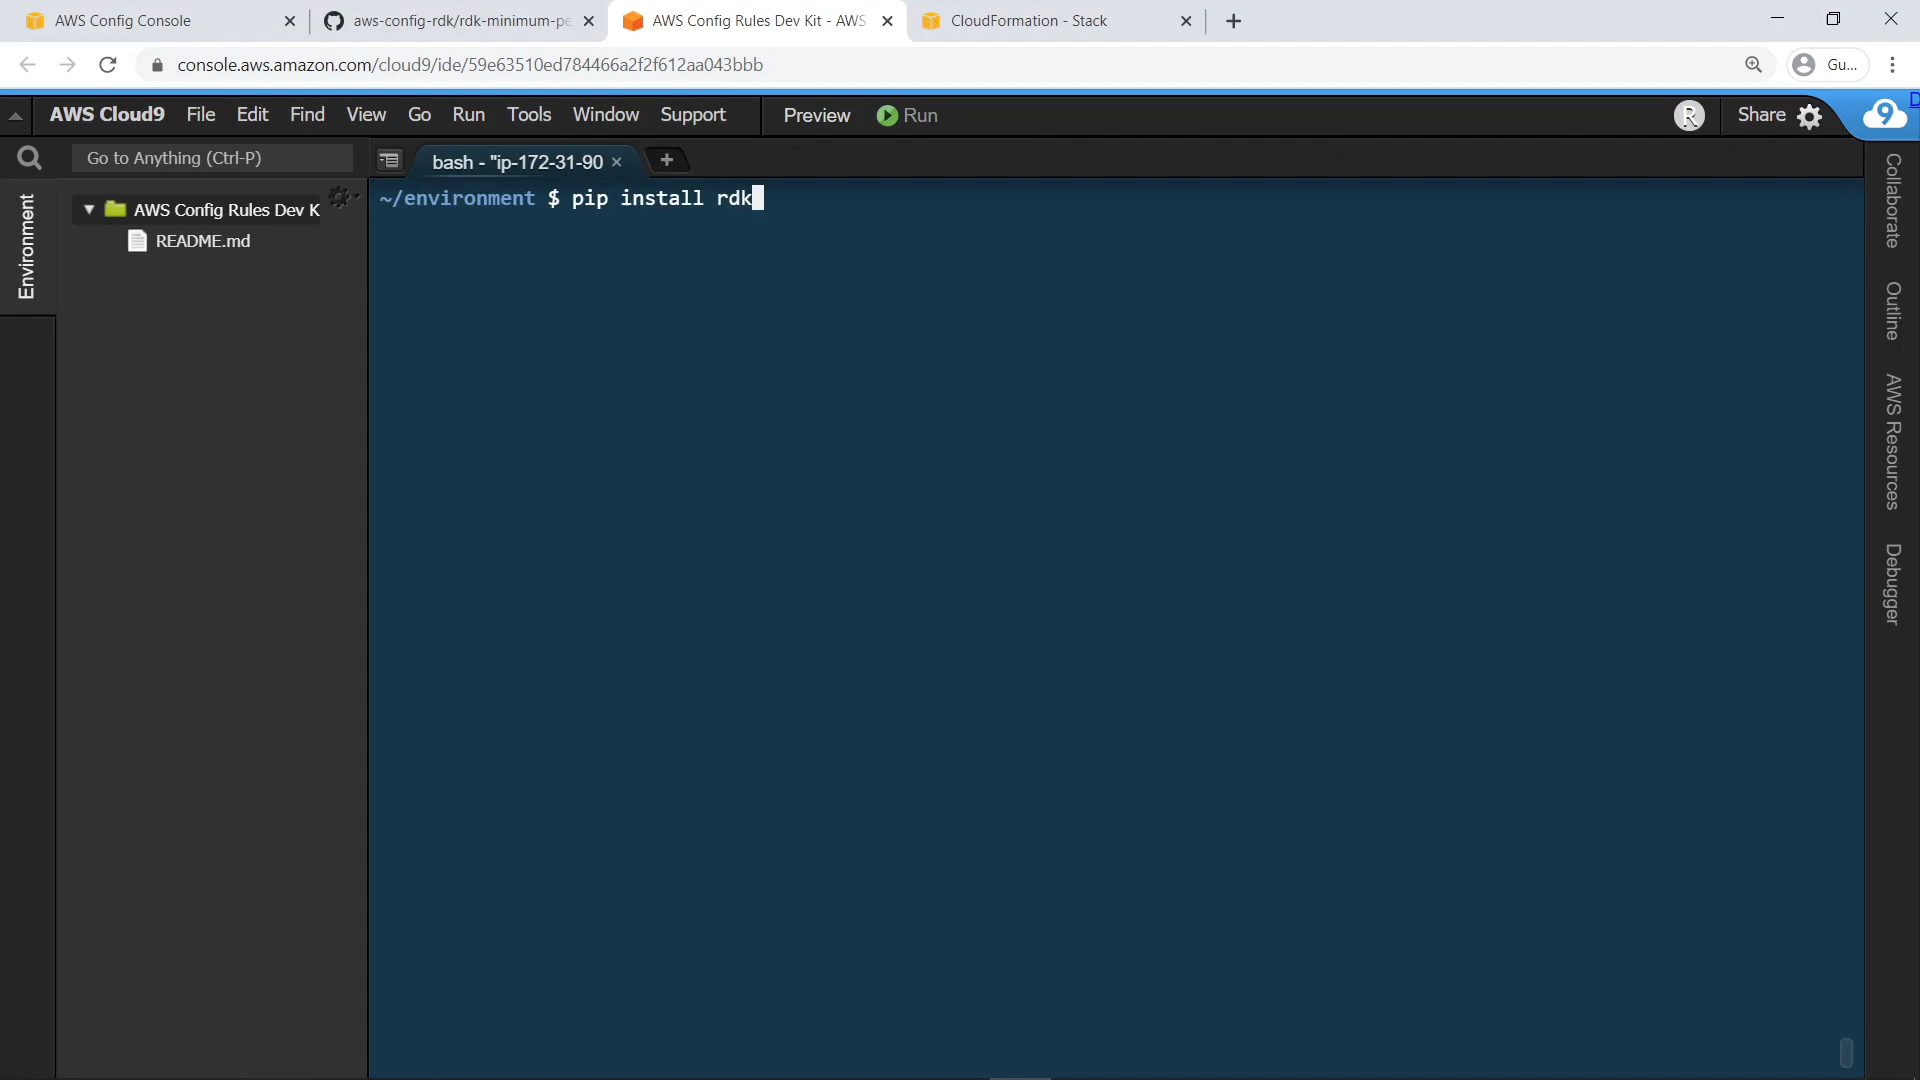 AWS Config Console
aws-config-rdk/rdk-minimum-pe
AWS Config Rules Dev Kit - AWS
CloudFormation - Stack
console.aws.amazon.com/cloud9/ide/59e63510ed784466a2f2f612aa043bbb
Gu...
AWS Cloud9 File Edit Find View Go Run Tools Window Support Preview Run
R
Share
9
D
Go to Anything (Ctrl-P)
bash - "ip-172-31-90
Environment
AWS Config Rules Dev K
README.md
~/environment $ pip install rdk
Collaborate
Outline
AWS Resources
Debugger